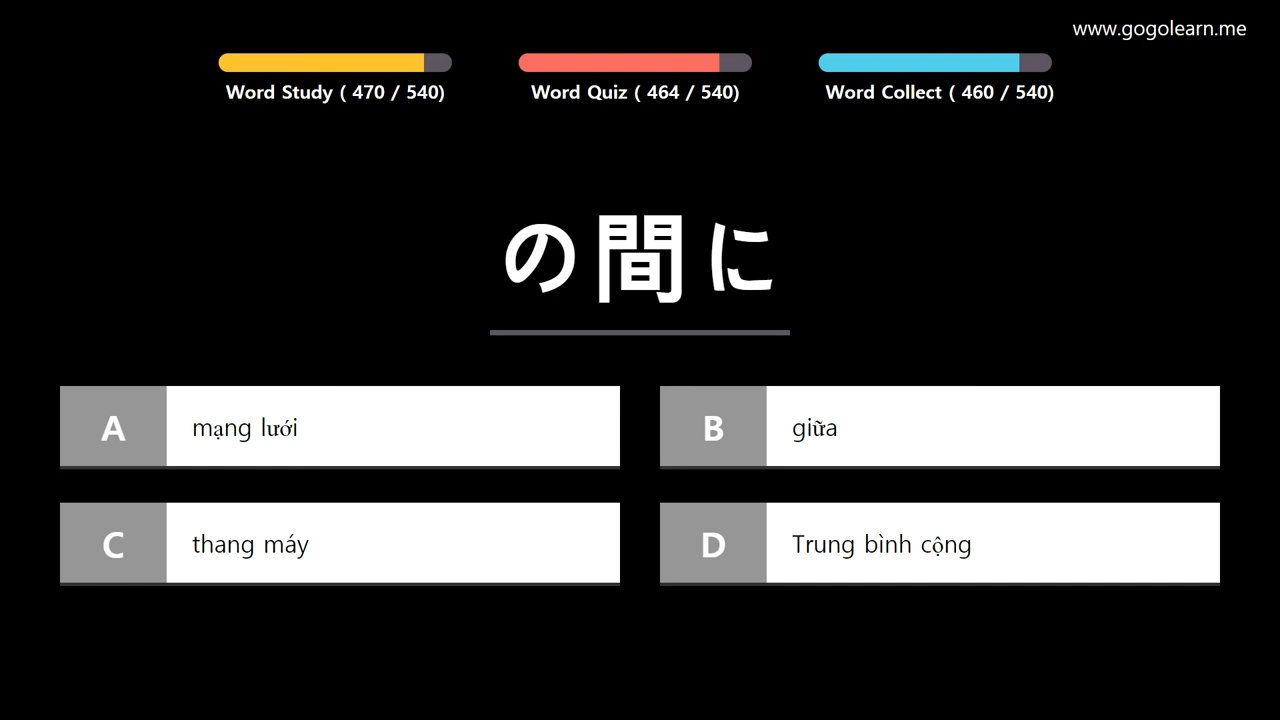 www.gogolearn.me
Word Study ( 470 / 540)
Word Quiz ( 464 / 540)
Word Collect ( 460 / 540)
の間に
A mạng lưới
B giữa
C thang máy
D Trung bình cộng